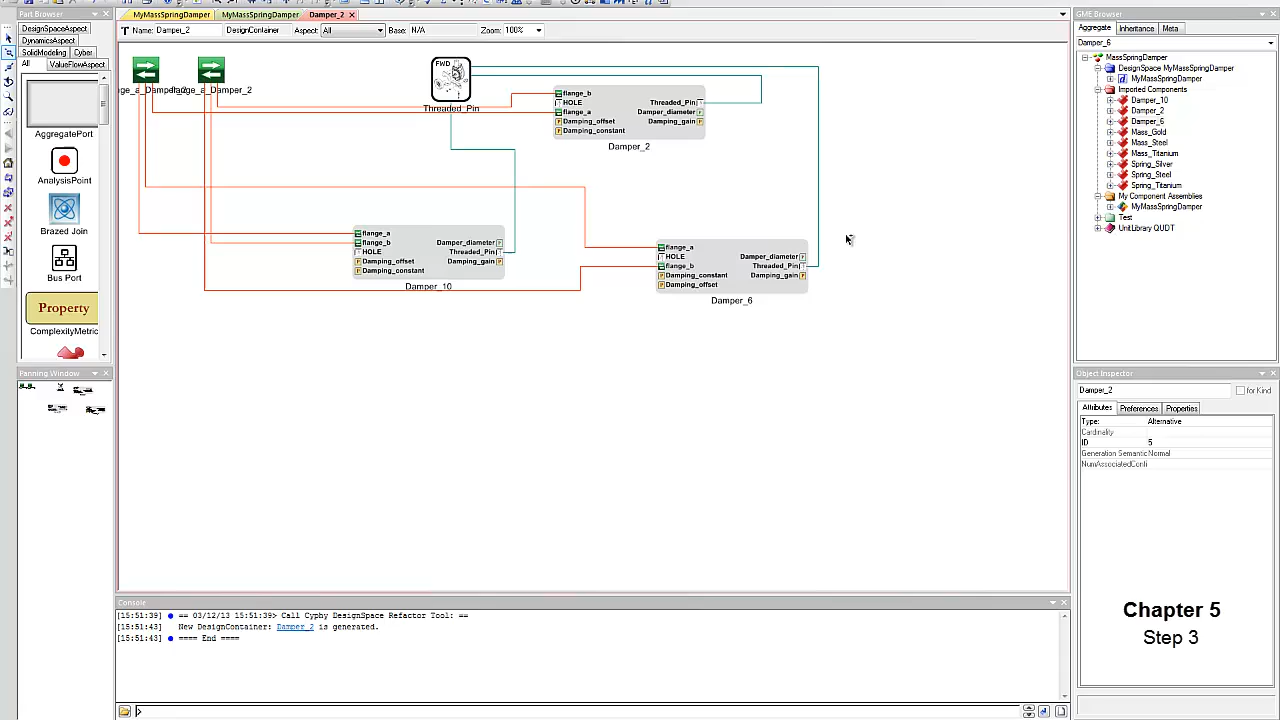 Part Browser
DesignSpaceAspect
DynamicsAspect
SolidModeling Cyber
All ValueFlowAspect
AggregatePort
AnalysisPoint
Brazed Join
Bus Port
Property
ComplexityMetric
Panning Window
MyMassSpringDamper MyMassSpringDamper Damper_2
Name: Damper_2 DesignContainer Aspect: All Base: N/A Zoom: 100%
FWD
Threaded_Pin
flange_b
HOLE Threaded_Pin
flange_a Damper_diameter
Damping_offset Damping_gain
Damping_constant
Damper_2
flange_a
flange_b Damper_diameter
HOLE Threaded_Pin
Damping_offset Damping_gain
Damping_constant
Damper_10
flange_a
HOLE Damper_diameter
flange_b Threaded_Pin
Damping_constant Damping_gain
Damping_offset
Damper_6
Console
[15:51:39] == 03/12/13 15:51:39> Call Cyphy DesignSpace Refactor Tool: ==
[15:51:43] New DesignContainer: Damper_2 is generated.
[15:51:43] ==== End ====
GME Browser
Aggregate Inheritance Meta
Damper_6
MassSpringDamper
DesignSpace MyMassSpringDamper
MyMassSpringDamper
Imported Components
Damper_10
Damper_2
Damper_6
Mass_Gold
Mass_Steel
Mass_Titanium
Spring_Silver
Spring_Steel
Spring_Titanium
My Component Assemblies
MyMassSpringDamper
Test
UnitLibrary QUDT
Object Inspector
Damper_2 for Kind
Attributes Preferences Properties
Type: Alternative
Cardinality
ID 5
Generation Semantic Normal
NumAssociatedConfi
Chapter 5
Step 3